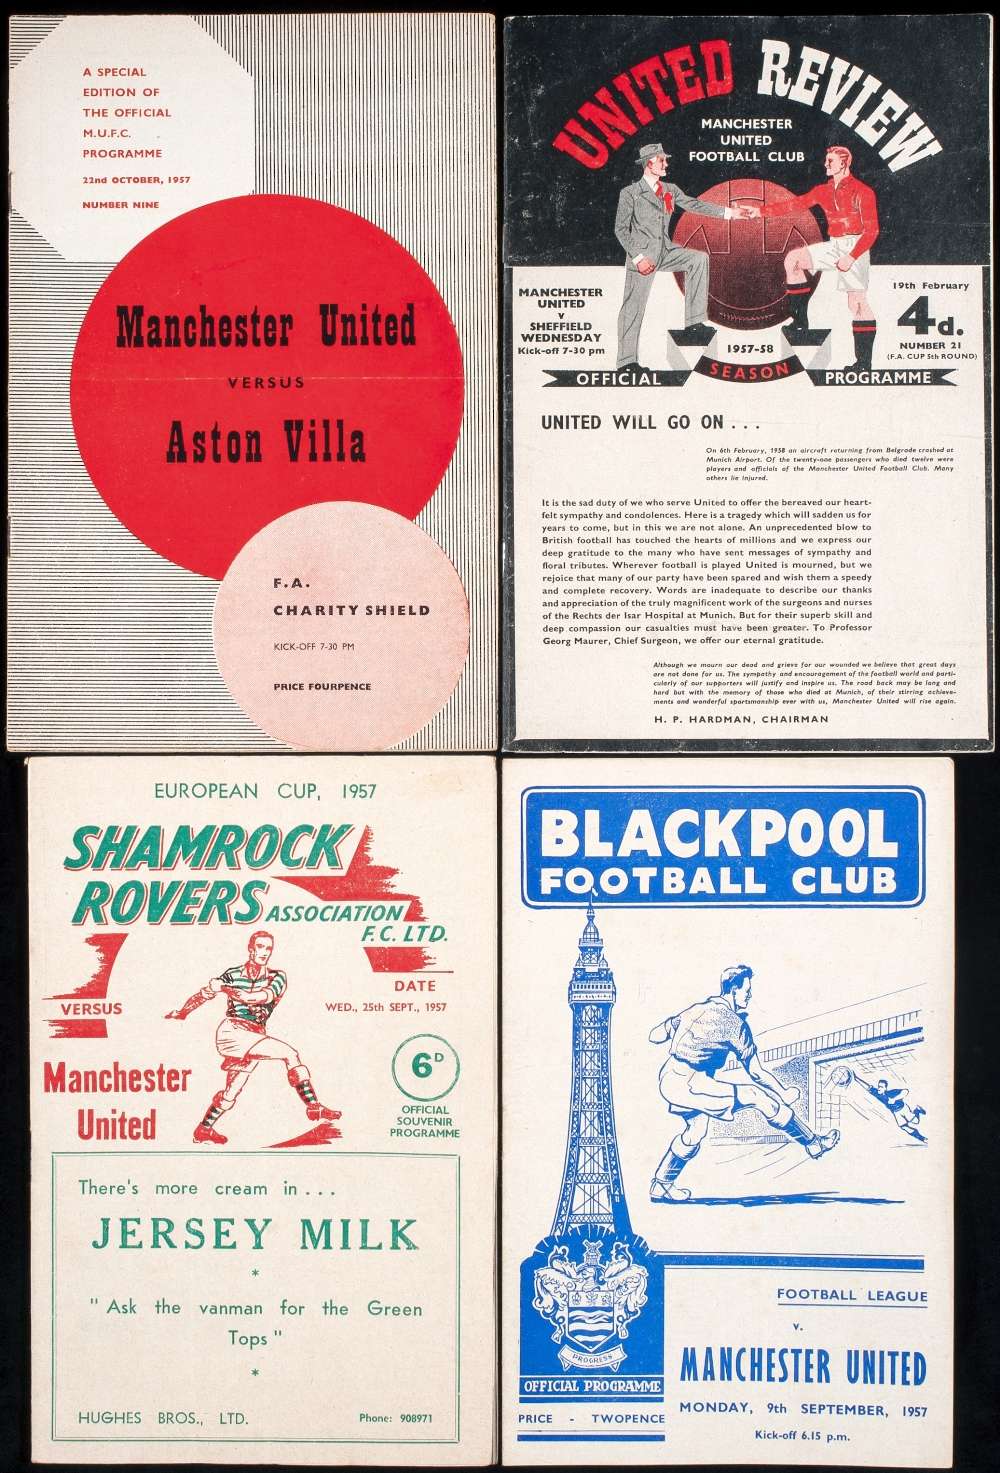 A SPECIAL
EDITION OF
THE OFFICIAL
M.U.F.C.
PROGRAMME
22nd OCTOBER, 1957
NUMBER NINE
Manchester United
VERSUS
Aston Villa
F.A.
CHARITY SHIELD
KICK-OFF 7-30 PM
PRICE FOURPENCE
UNITED REVIEW
MANCHESTER
UNITED
FOOTBALL CLUB
MANCHESTER
UNITED
v
SHEFFIELD
WEDNESDAY
Kick-off 7-30 pm
19th February
4d.
NUMBER 21
(F.A. CUP 5th ROUND)
1957-58
OFFICIAL SEASON PROGRAMME
UNITED WILL GO ON . . .
On 6th February, 1958 an aircraft returning from Belgrade crashed at
Munich Airport. Of the twenty-one passengers who died twelve were
players and officials of the Manchester United Football Club. Many
others lie injured.
It is the sad duty of we who serve United to offer the bereaved our heart-
felt sympathy and condolences. Here is a tragedy which will sadden us for
years to come, but in this we are not alone. An unprecedented blow to
British football has touched the hearts of millions and we express our
deep gratitude to the many who have sent messages of sympathy and
floral tributes. Wherever football is played United is mourned, but we
rejoice that many of our party have been spared and wish them a speedy
and complete recovery. Words are inadequate to describe our thanks
and appreciation of the truly magnificent work of the surgeons and nurses
of the Rechts der Isar Hospital at Munich. But for their superb skill and
deep compassion our casualties must have been greater. To Professor
Georg Maurer, Chief Surgeon, we offer our eternal gratitude.
Although we mourn our dead and grieve for our wounded we believe that great days
are not done for us. The sympathy and encouragement of the football world and parti-
cularly of our supporters will justify and inspire us. The road back may be long and
hard but with the memory of those who died at Munich, of their stirring achieve-
ments and wonderful sportsmanship ever with us, Manchester United will rise again.
H. P. HARDMAN, CHAIRMAN
EUROPEAN CUP, 1957
SHAMROCK
ROVERS ASSOCIATION
F.C. LTD.
DATE
WED., 25th SEPT., 1957
VERSUS
Manchester
United
6D
OFFICIAL
SOUVENIR
PROGRAMME
There's more cream in . . .
JERSEY MILK
*
" Ask the vanman for the Green
Tops "
*
HUGHES BROS., LTD.
Phone: 908971
BLACKPOOL
FOOTBALL CLUB
PROGRESS
OFFICIAL PROGRAMME
PRICE - TWOPENCE
FOOTBALL LEAGUE
v.
MANCHESTER UNITED
MONDAY, 9th SEPTEMBER, 1957
Kick-off 6.15 p.m.